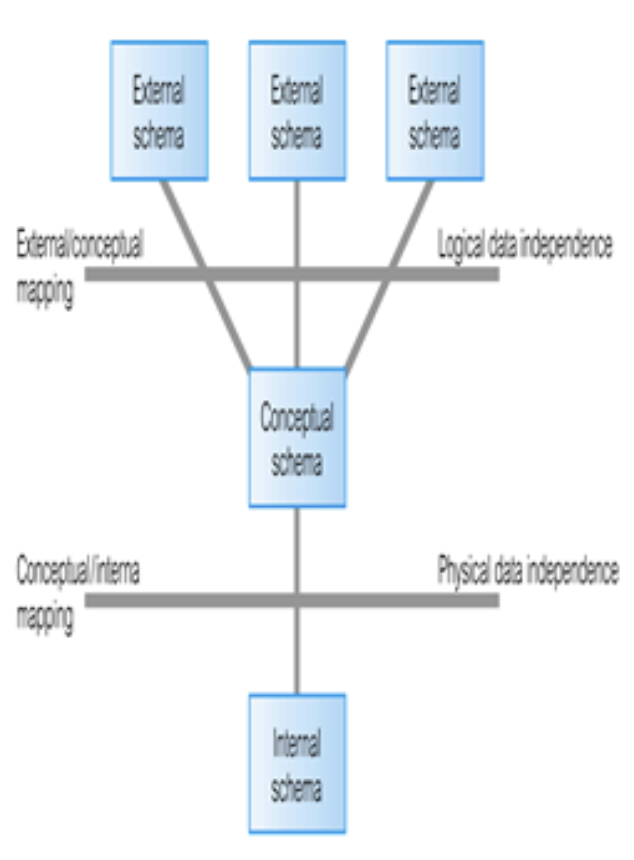 External
schema
External
schema
External
schema
External/conceptual
mapping
Logical data independence
Conceptual
schema
Conceptual/interna
mapping
Physical data independence
Internal
schema